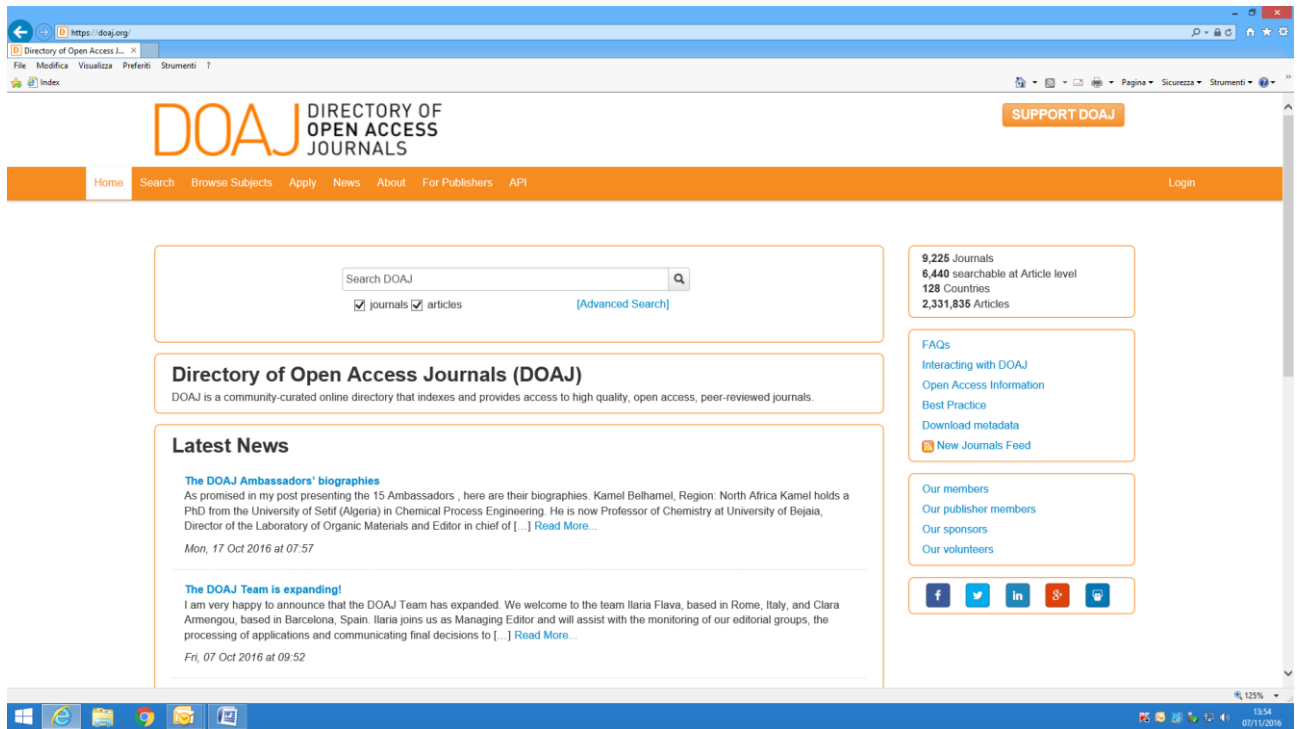 https://doaj.org/
Directory of Open Access J...
File Modifica Visualizza Preferiti Strumenti ?
Index
Pagina Sicurezza Strumenti
DOAJ
DIRECTORY OF
OPEN ACCESS
JOURNALS
SUPPORT DOAJ
Home Search Browse Subjects Apply News About For Publishers API Login
Search DOAJ
journals articles [Advanced Search]
Directory of Open Access Journals (DOAJ)
DOAJ is a community-curated online directory that indexes and provides access to high quality, open access, peer-reviewed journals.
Latest News
The DOAJ Ambassadors' biographies
As promised in my post presenting the 15 Ambassadors , here are their biographies. Kamel Belhamel, Region: North Africa Kamel holds a
PhD from the University of Setif (Algeria) in Chemical Process Engineering. He is now Professor of Chemistry at University of Bejaia,
Director of the Laboratory of Organic Materials and Editor in chief of [...] Read More...
Mon, 17 Oct 2016 at 07:57
The DOAJ Team is expanding!
I am very happy to announce that the DOAJ Team has expanded. We welcome to the team Ilaria Flava, based in Rome, Italy, and Clara
Armengou, based in Barcelona, Spain. Ilaria joins us as Managing Editor and will assist with the monitoring of our editorial groups, the
processing of applications and communicating final decisions to [...] Read More...
Fri, 07 Oct 2016 at 09:52
9,225 Journals
6,440 searchable at Article level
128 Countries
2,331,835 Articles
FAQs
Interacting with DOAJ
Open Access Information
Best Practice
Download metadata
New Journals Feed
Our members
Our publisher members
Our sponsors
Our volunteers
125%
13:54
07/11/2016